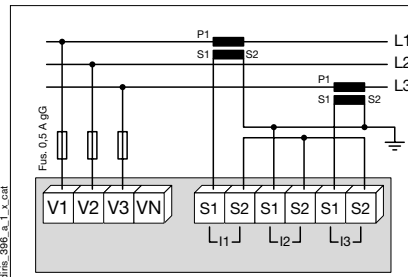 P1
L1
S1 S2
L2
P1
L3
S1 S2
Fus. 0,5 A gG
V1 V2 V3 VN S1 S2 S1 S2 S1 S2
I1 I2 I3
diris_396_a_1_x_cat